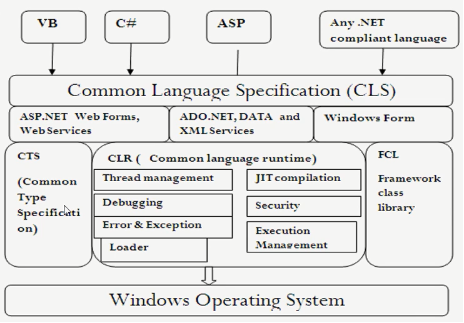 VB
C#
ASP
Any .NET
compliant language
Common Language Specification (CLS)
ASP.NET Web Forms,
Web Services
ADO.NET, DATA and
XML Services
Windows Form
CTS
(Common
Type
Specificati
on)
CLR ( Common language runtime)
Thread management
Debugging
Error & Exception
Loader
JIT compilation
Security
Execution
Management
FCL
Framework
class
library
Windows Operating System